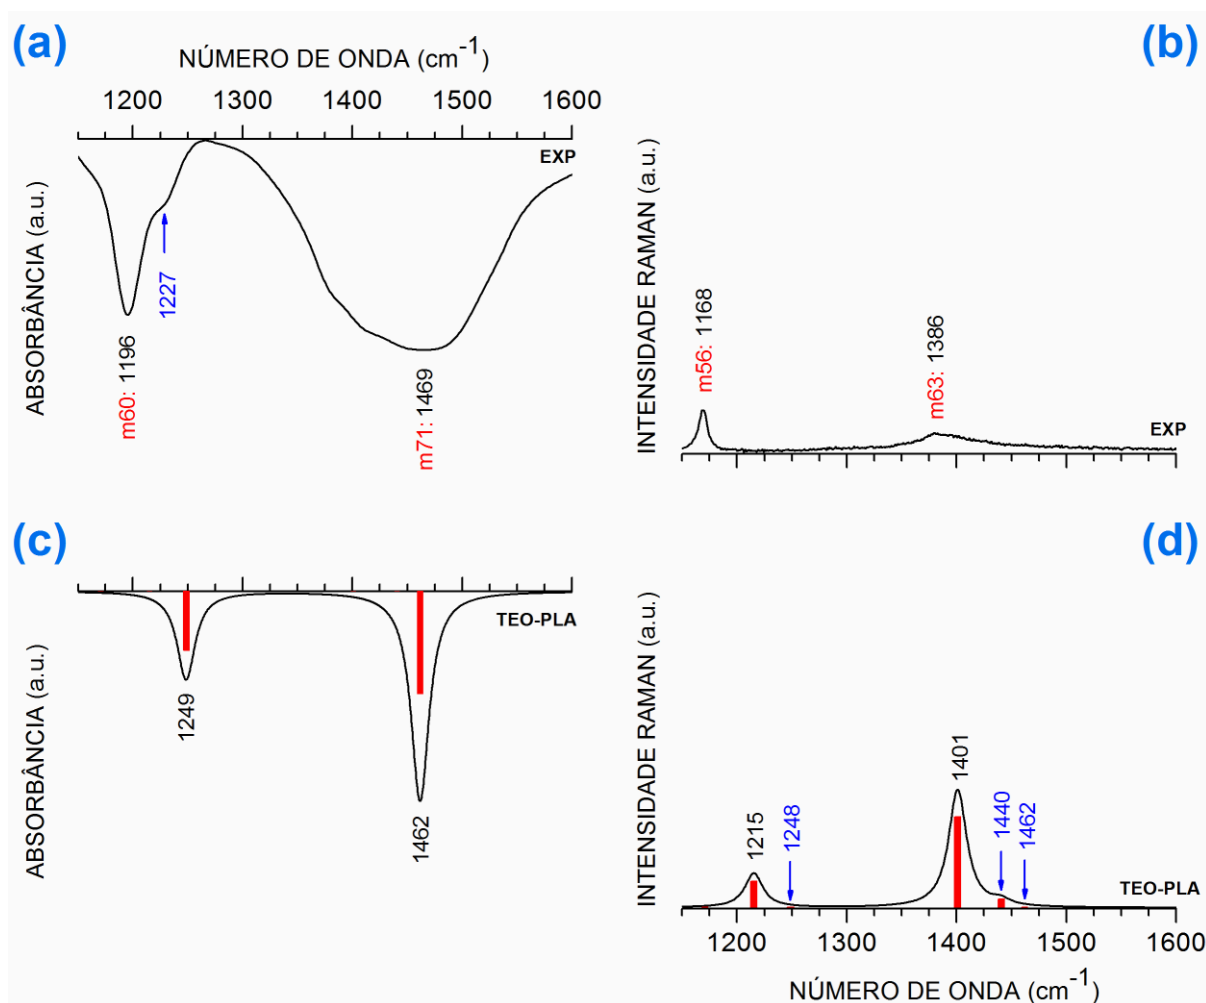 (a)
NÚMERO DE ONDA (cm-1)
1200 1300 1400 1500 1600
EXP
ABSORBÂNCIA (a.u.)
1227
m60: 1196
m71: 1469
(b)
INTENSIDADE RAMAN (a.u.)
m56: 1168
m63: 1386
EXP
(c)
TEO-PLA
ABSORBÂNCIA (a.u.)
1249
1462
(d)
INTENSIDADE RAMAN (a.u.)
1215
1248
1401
1440
1462
TEO-PLA
1200 1300 1400 1500 1600
NÚMERO DE ONDA (cm-1)